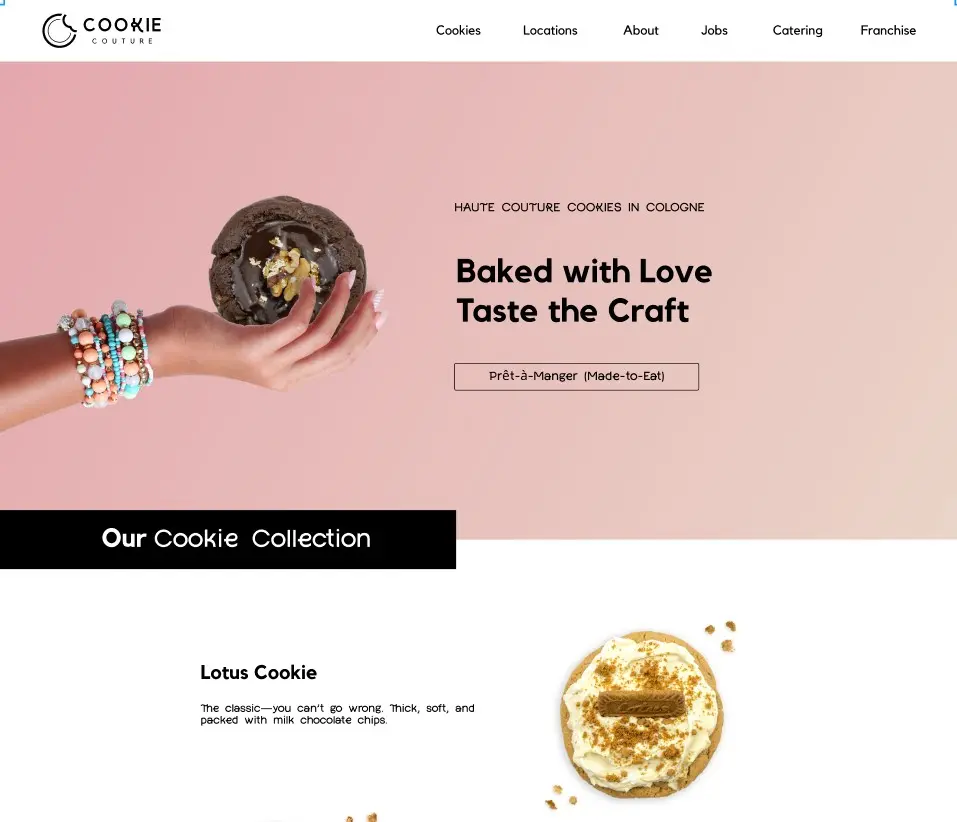 COOKIE
COUTURE
Cookies Locations About Jobs Catering Franchise
HAUTE COUTURE COOKIES IN COLOGNE
Baked with Love
Taste the Craft
Prêt-à-Manger (Made-to-Eat)
Our Cookie Collection
Lotus Cookie
The classic—you can't go wrong. Thick, soft, and
packed with milk chocolate chips.